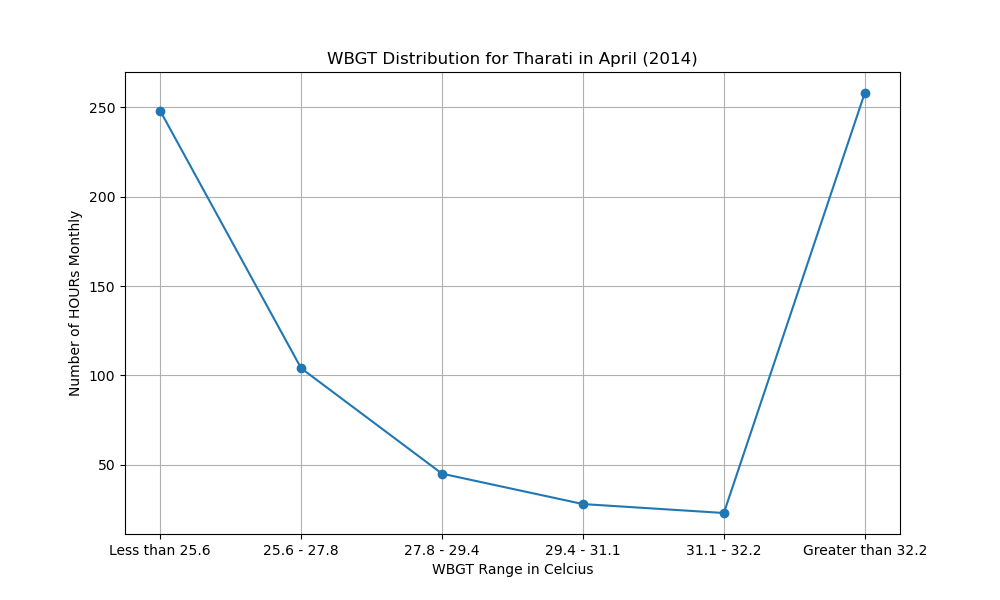 WBGT Distribution for Tharati in April (2014)
Number of HOURs Monthly
250
200
150
100
50
Less than 25.6
25.6 - 27.8
27.8 - 29.4
29.4 - 31.1
31.1 - 32.2
Greater than 32.2
WBGT Range in Celcius